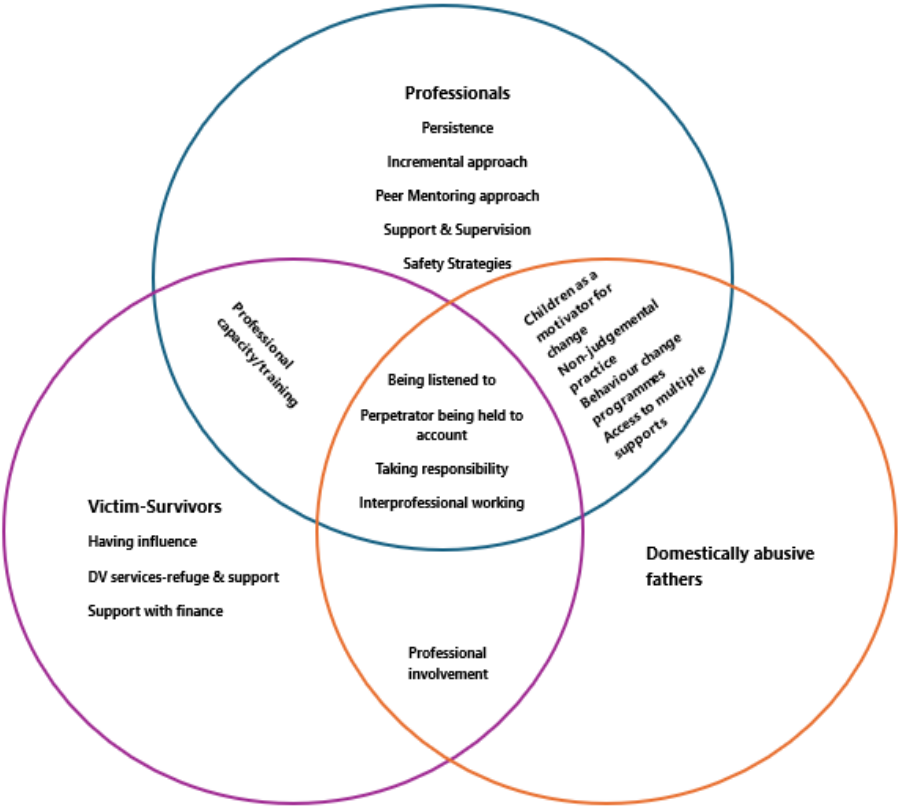 Professionals
Persistence
Incremental approach
Peer Mentoring approach
Support & Supervision
Safety Strategies
Professional
capacity/training
Children as a
motivator for
change
Non-judgemental
practice
Behaviour change
programmes
Access to multiple
supports
Being listened to
Perpetrator being held to
account
Taking responsibility
Interprofessional working
Victim-Survivors
Having influence
DV services-refuge & support
Support with finance
Domestically abusive
fathers
Professional
involvement